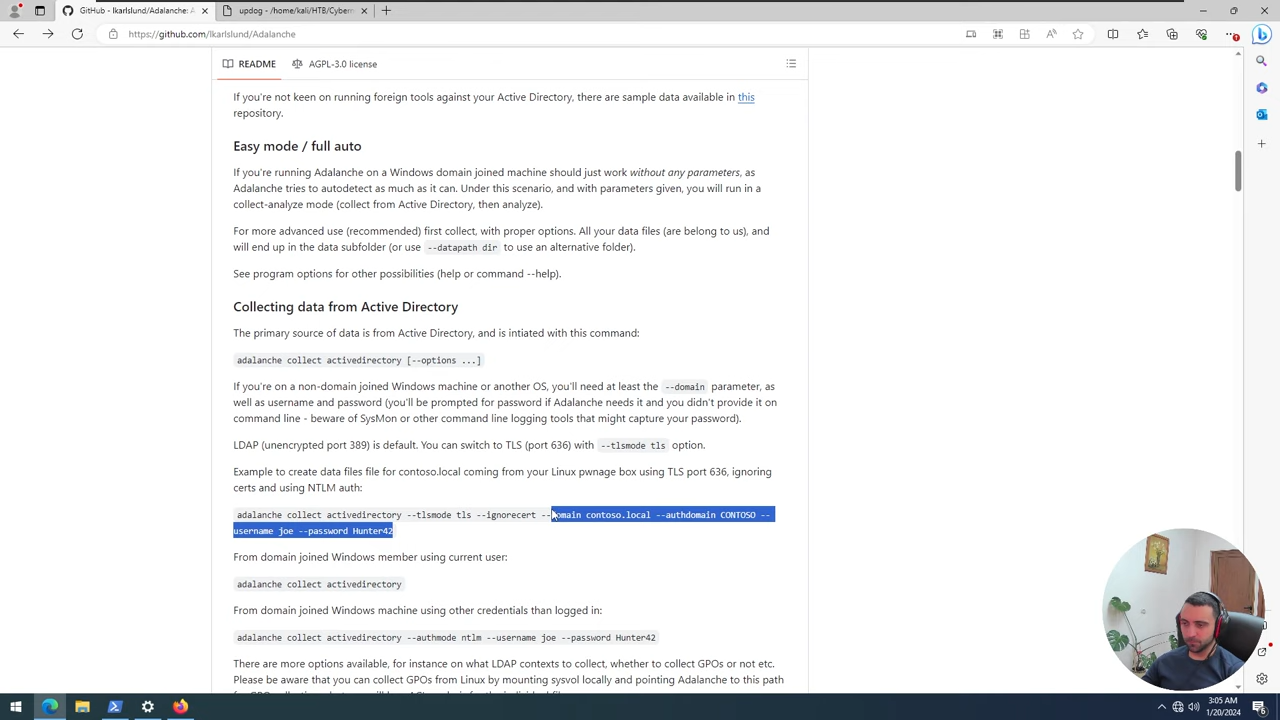 GitHub - lkarlslund/Adalanche: A
updog - /home/kali/HTB/Cyberc
https://github.com/lkarlslund/Adalanche
README
AGPL-3.0 license
If you're not keen on running foreign tools against your Active Directory, there are sample data available in this
repository.
Easy mode / full auto
If you're running Adalanche on a Windows domain joined machine should just work without any parameters, as
Adalanche tries to autodetect as much as it can. Under this scenario, and with parameters given, you will run in a
collect-analyze mode (collect from Active Directory, then analyze).
For more advanced use (recommended) first collect, with proper options. All your data files (are belong to us), and
will end up in the data subfolder (or use --datapath dir to use an alternative folder).
See program options for other possibilities (help or command --help).
Collecting data from Active Directory
The primary source of data is from Active Directory, and is intiated with this command:
adalanche collect activedirectory [--options ...]
If you're on a non-domain joined Windows machine or another OS, you'll need at least the --domain parameter, as
well as username and password (you'll be prompted for password if Adalanche needs it and you didn't provide it on
command line - beware of SysMon or other command line logging tools that might capture your password).
LDAP (unencrypted port 389) is default. You can switch to TLS (port 636) with --tlsmode tls option.
Example to create data files file for contoso.local coming from your Linux pwnage box using TLS port 636, ignoring
certs and using NTLM auth:
adalanche collect activedirectory --tlsmode tls --ignorecert --domain contoso.local --authdomain CONTOSO --
username joe --password Hunter42
From domain joined Windows member using current user:
adalanche collect activedirectory
From domain joined Windows machine using other credentials than logged in:
adalanche collect activedirectory --authmode ntlm --username joe --password Hunter42
There are more options available, for instance on what LDAP contexts to collect, whether to collect GPOs or not etc.
Please be aware that you can collect GPOs from Linux by mounting sysvol locally and pointing Adalanche to this path
3:05 AM
1/20/2024